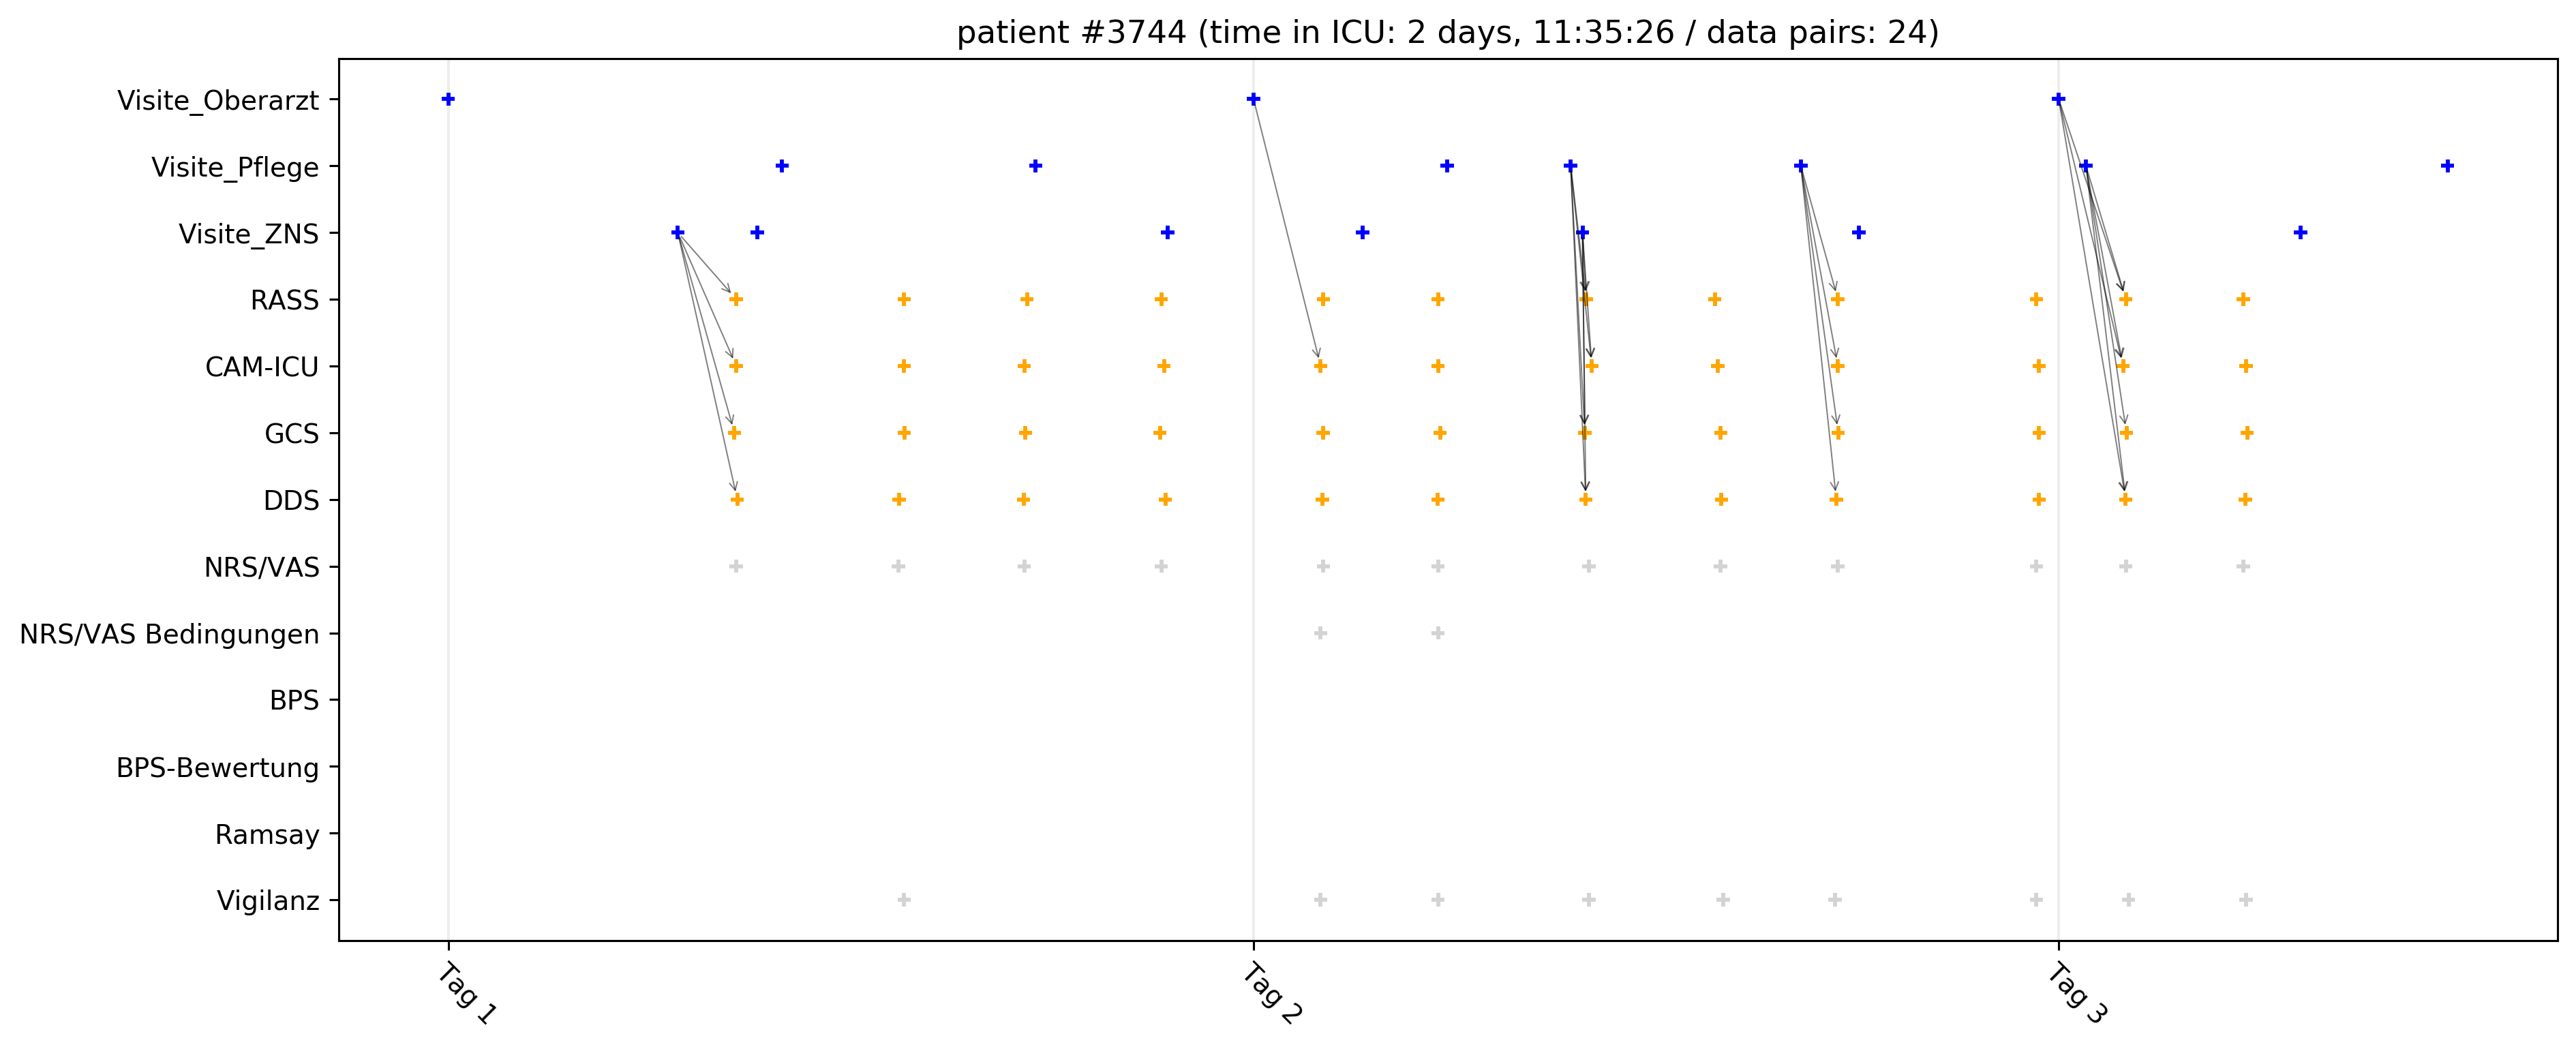 patient #3744 (time in ICU: 2 days, 11:35:26 / data pairs: 24)
Visite_Oberarzt
Visite_Pflege
Visite_ZNS
RASS
CAM-ICU
GCS
DDS
NRS/VAS
NRS/VAS Bedingungen
BPS
BPS-Bewertung
Ramsay
Vigilanz
Tag 1
Tag 2
Tag 3